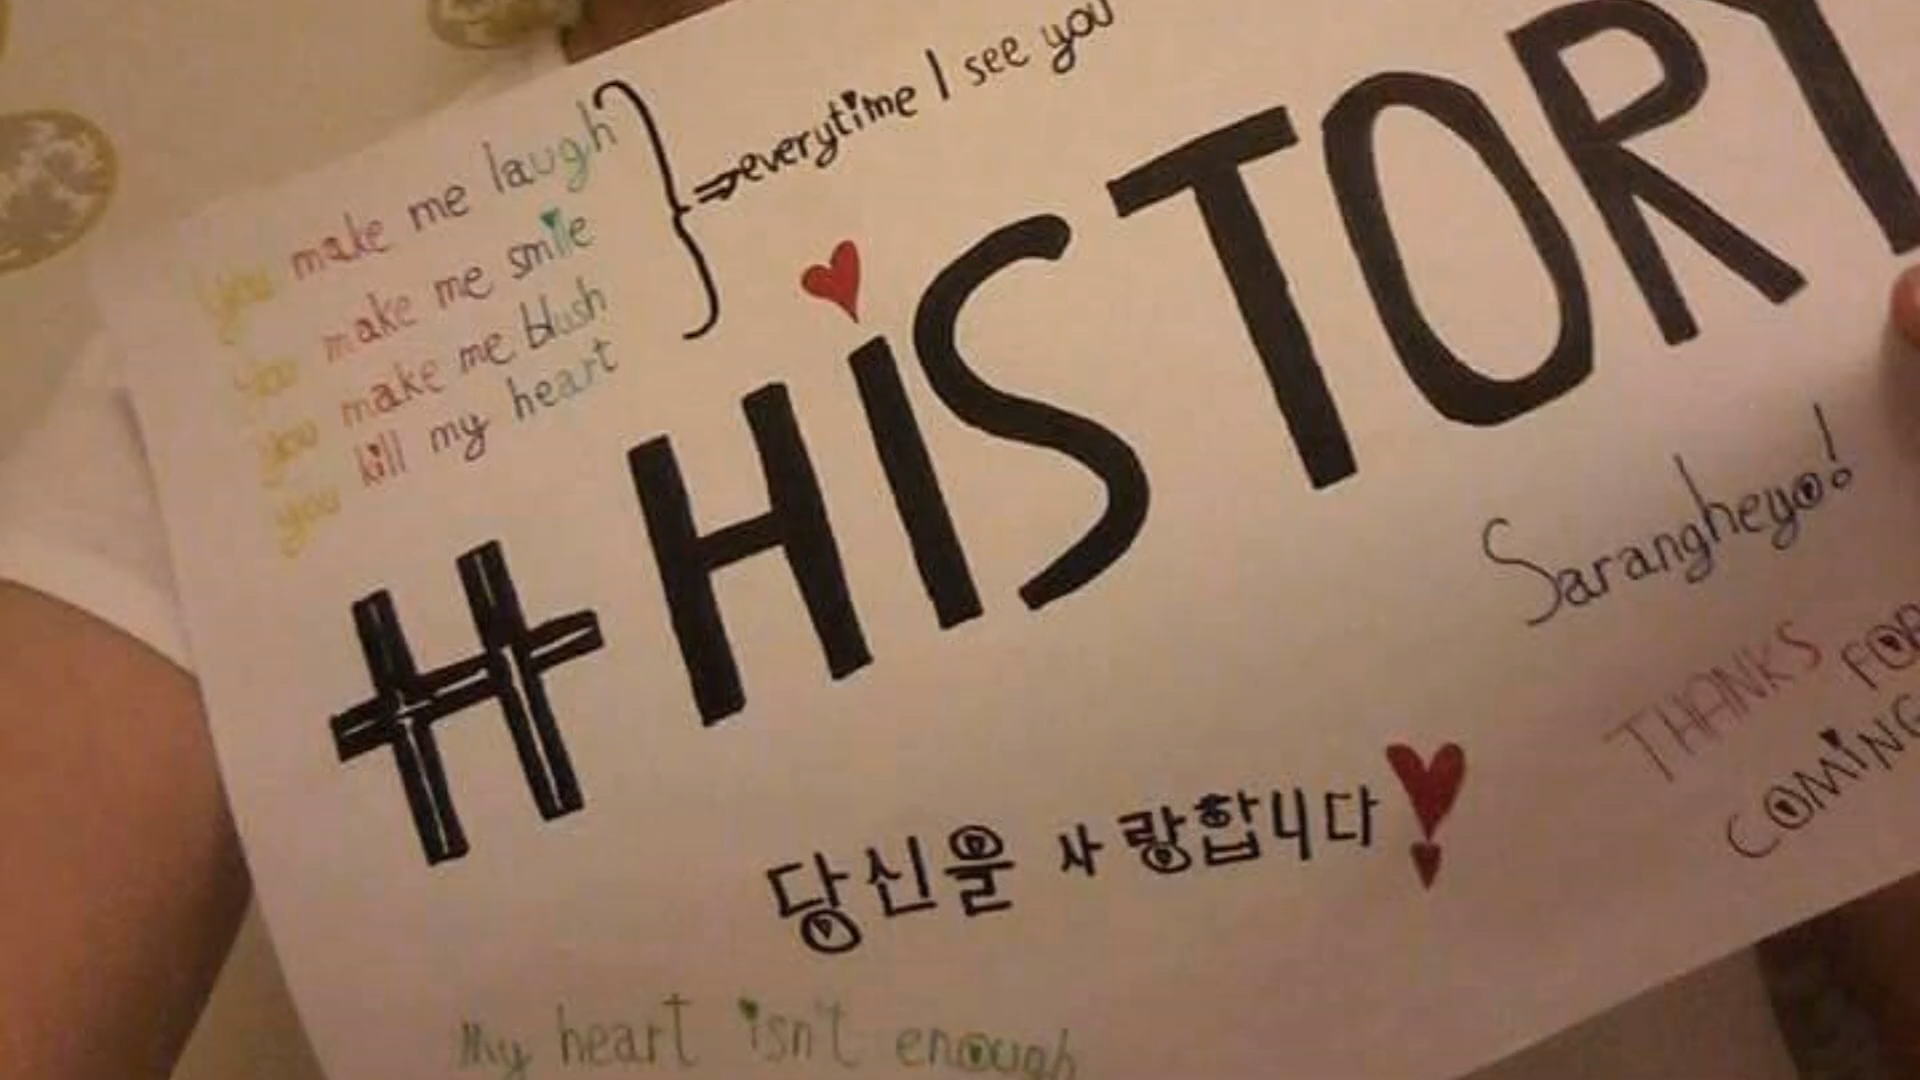 you make me laugh
you make me smile
you make me blush
you kill my heart
⇒everytime I see you
#HiSTORY
Sarangheyo!
THANKS FOR
COMING
당신을 사랑합니다
My heart isn't enough